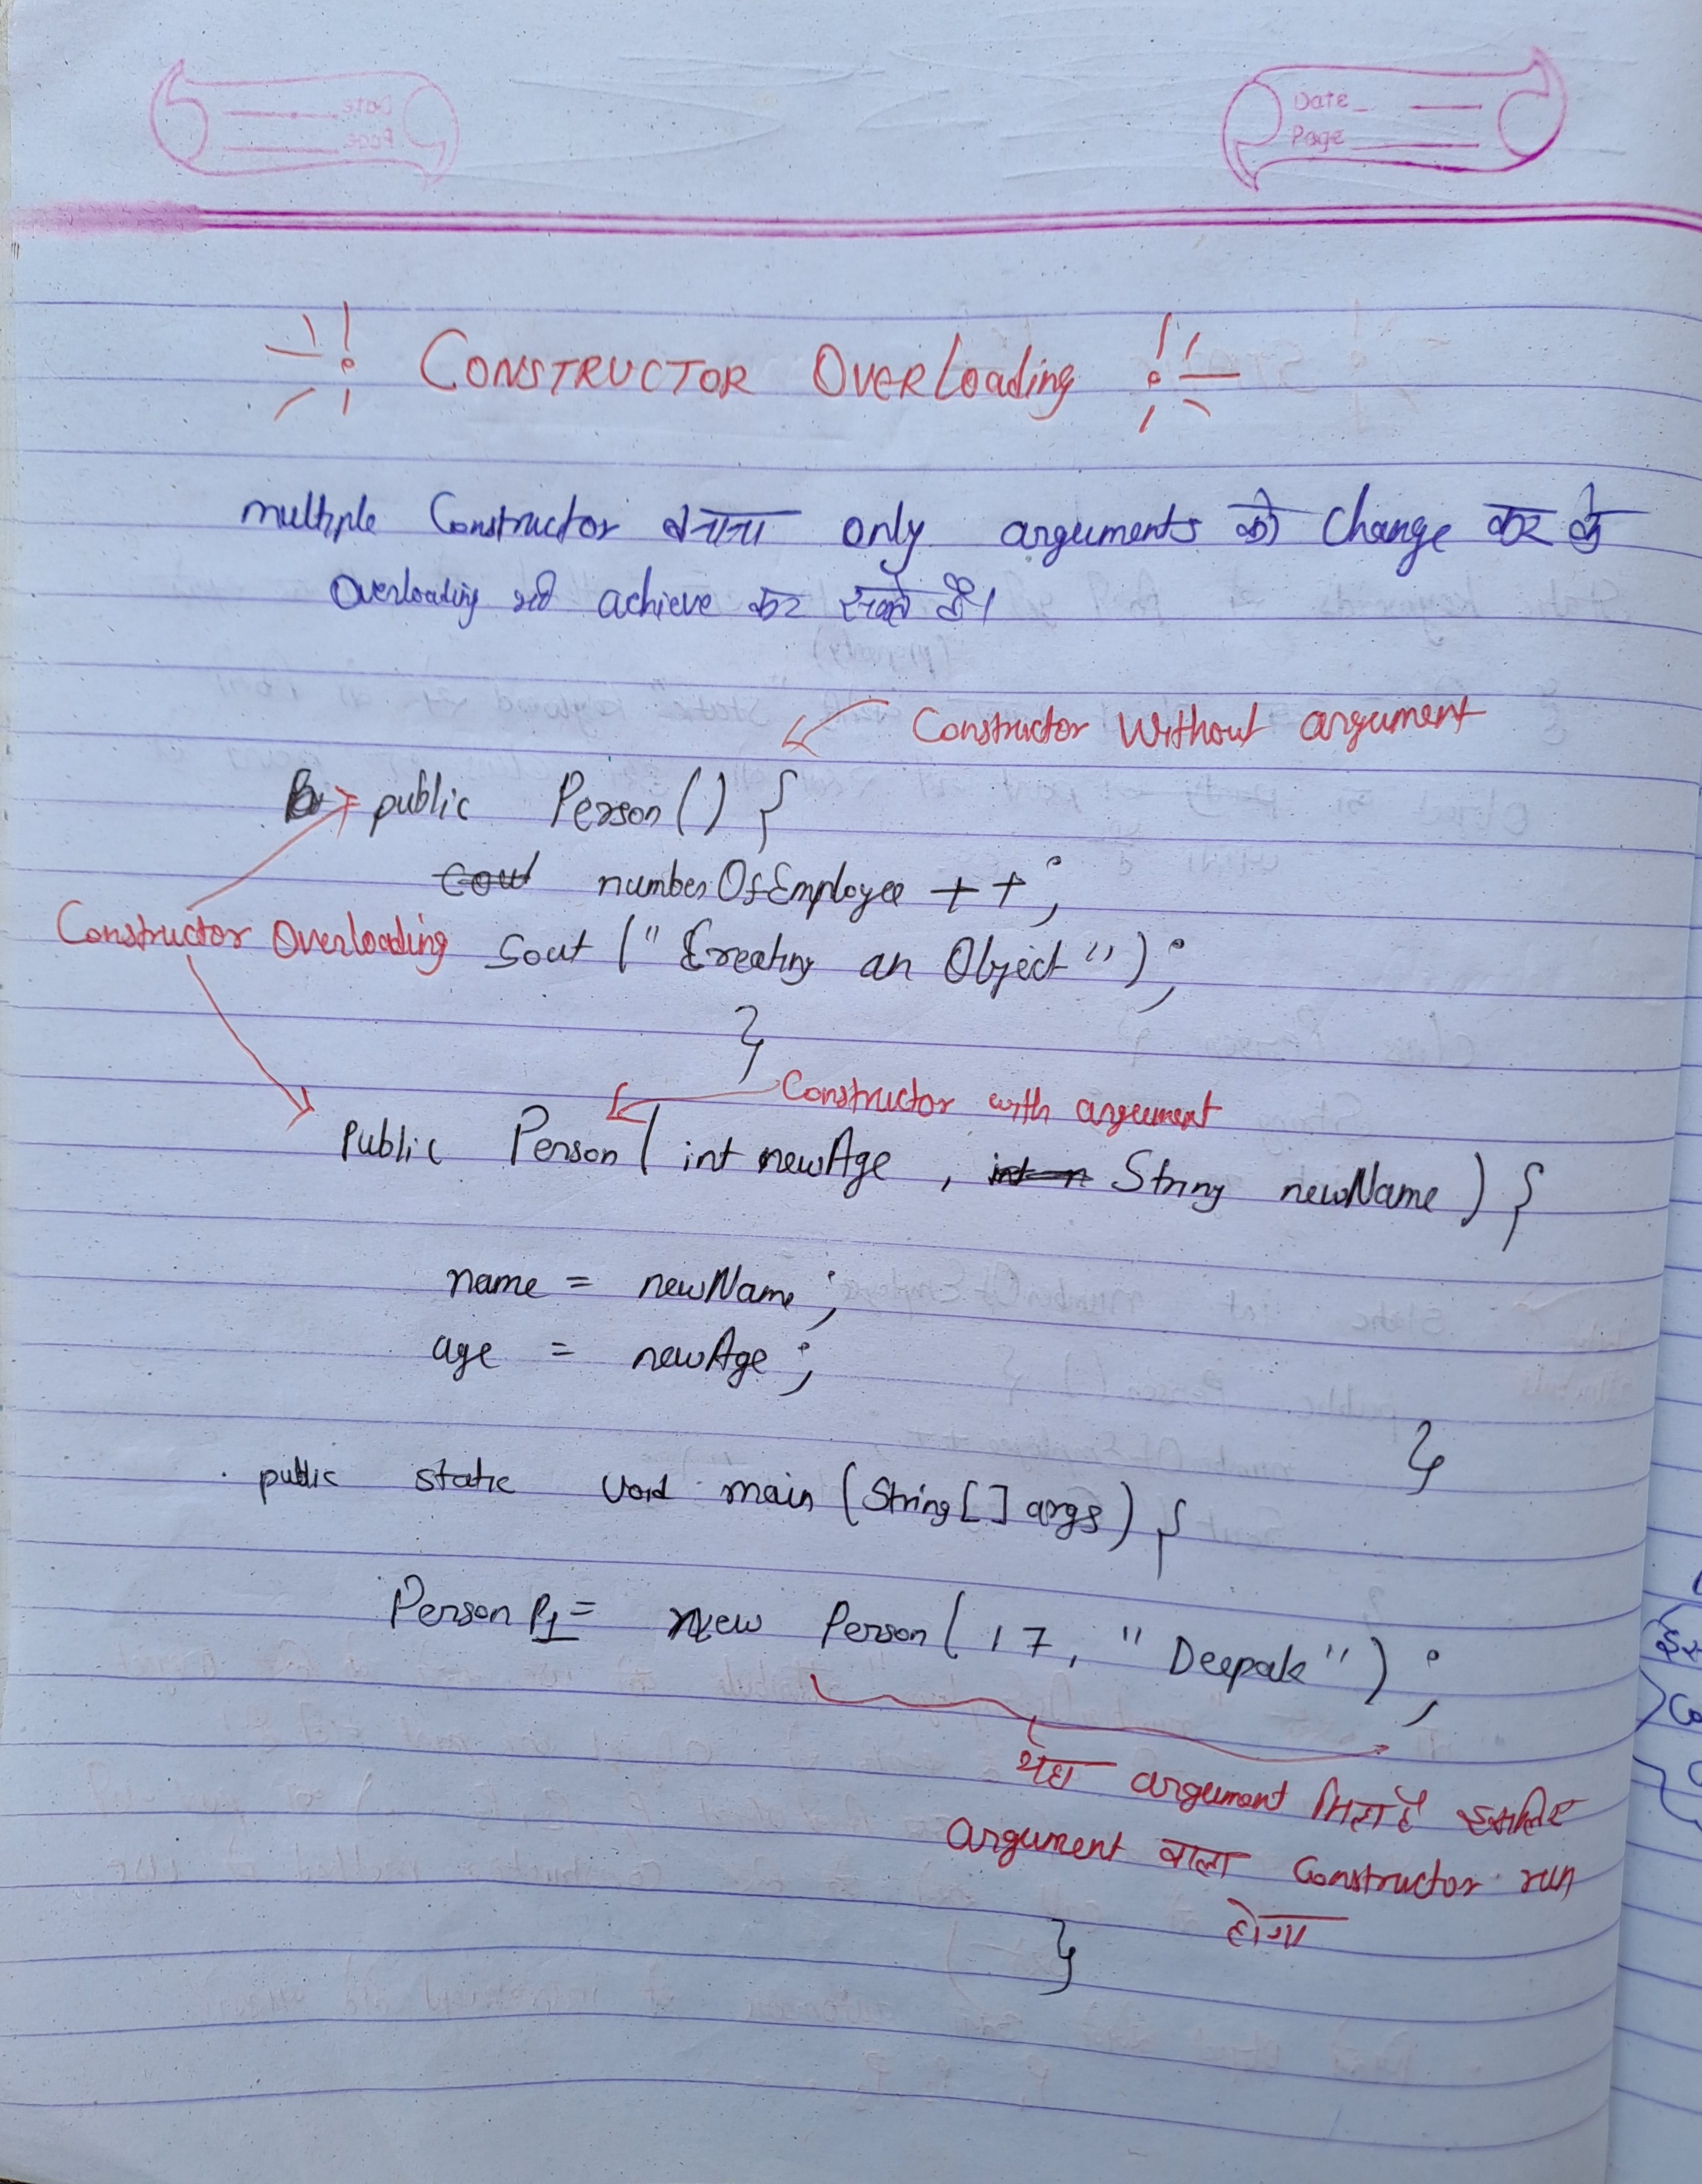 Date
Page
CONSTRUCTOR OVERLoading
multiple Constructor बनाना only arguments को change कर के
Overloading को achieve कर सकते है।
Constructor Without argument
public Person() {
numberOfEmployee ++;
Constructor Overloading
Sout ("Creating an Object");
}
Constructor with argument
public Person( int newAge , String newName ) {
name = newName ;
age = newAge ;
}
public static void main (String[] args) {
Person P1 = new Person( 17, "Deepak") ;
यहा argument मिला है इसलिए
argument वाला Constructor run
होगा
}